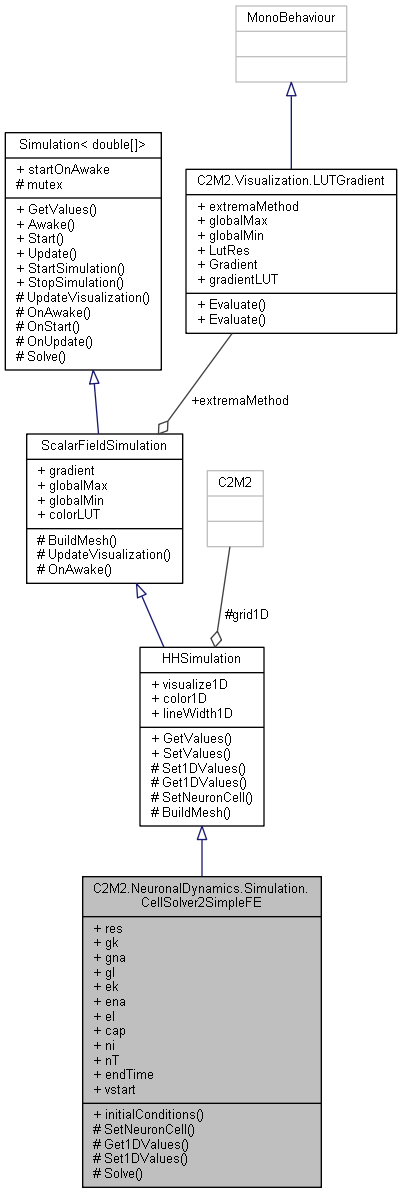 MonoBehaviour
Simulation< double[]>
+ startOnAwake
# mutex
+ GetValues()
+ Awake()
+ Start()
+ Update()
+ StartSimulation()
+ StopSimulation()
# UpdateVisualization()
# OnAwake()
# OnStart()
# OnUpdate()
# Solve()
C2M2.Visualization.LUTGradient
+ extremaMethod
+ globalMax
+ globalMin
+ LutRes
+ Gradient
+ gradientLUT
+ Evaluate()
+ Evaluate()
+extremaMethod
ScalarFieldSimulation
+ gradient
+ globalMax
+ globalMin
+ colorLUT
# BuildMesh()
# UpdateVisualization()
# OnAwake()
C2M2
#grid1D
HHSimulation
+ visualize1D
+ color1D
+ lineWidth1D
+ GetValues()
+ SetValues()
# Set1DValues()
# Get1DValues()
# SetNeuronCell()
# BuildMesh()
C2M2.NeuronalDynamics.Simulation.
CellSolver2SimpleFE
+ res
+ gk
+ gna
+ gl
+ ek
+ ena
+ el
+ cap
+ ni
+ nT
+ endTime
+ vstart
+ initialConditions()
# SetNeuronCell()
# Get1DValues()
# Set1DValues()
# Solve()